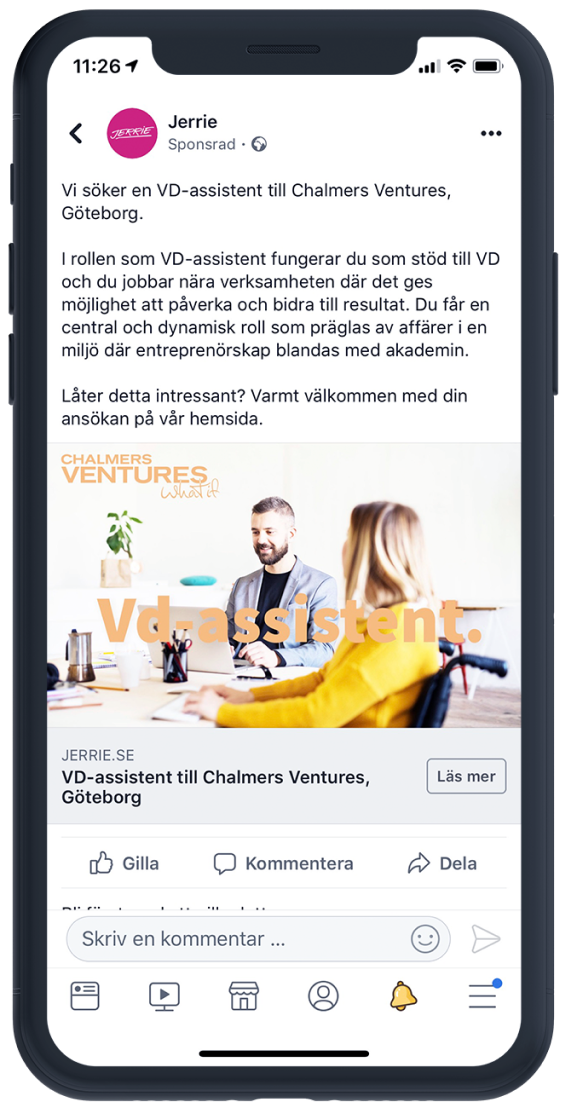 11:26
JERRIE
Jerrie
Sponsrad ·
Vi söker en VD-assistent till Chalmers Ventures,
Göteborg.
I rollen som VD-assistent fungerar du som stöd till VD
och du jobbar nära verksamheten där det ges
möjlighet att påverka och bidra till resultat. Du får en
central och dynamisk roll som präglas av affärer i en
miljö där entreprenörskap blandas med akademin.
Låter detta intressant? Varmt välkommen med din
ansökan på vår hemsida.
CHALMERS
VENTURES
What if
Vd-assistent.
JERRIE.SE
VD-assistent till Chalmers Ventures,
Göteborg
Läs mer
Gilla
Kommentera
Dela
Skriv en kommentar ...